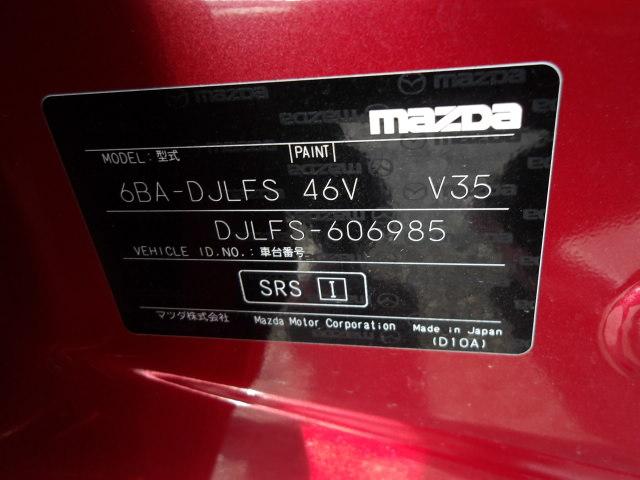 mazda
MODEL: 型式 PAINT
6BA-DJLFS 46V V35
DJLFS-606985
VEHICLE ID.NO.: 車台番号
SRS I
マツダ株式会社 Mazda Motor Corporation Made in Japan
(D10A)